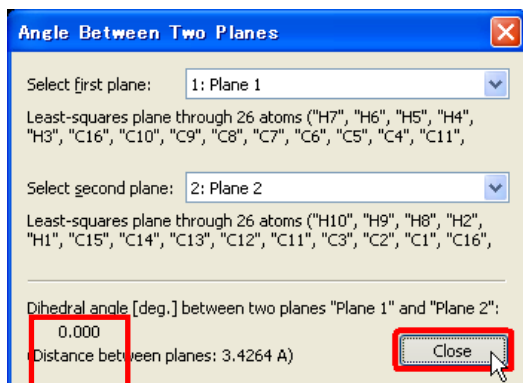 Angle Between Two Planes
Select first plane: 1: Plane 1
Least-squares plane through 26 atoms ("H7", "H6", "H5", "H4",
"H3", "C16", "C10", "C9", "C8", "C7", "C6", "C5", "C4", "C11",
Select second plane: 2: Plane 2
Least-squares plane through 26 atoms ("H10", "H9", "H8", "H2",
"H1", "C15", "C14", "C13", "C12", "C11", "C3", "C2", "C1", "C16",
Dihedral angle [deg.] between two planes "Plane 1" and "Plane 2":
0.000
(Distance between planes: 3.4264 A)
Close